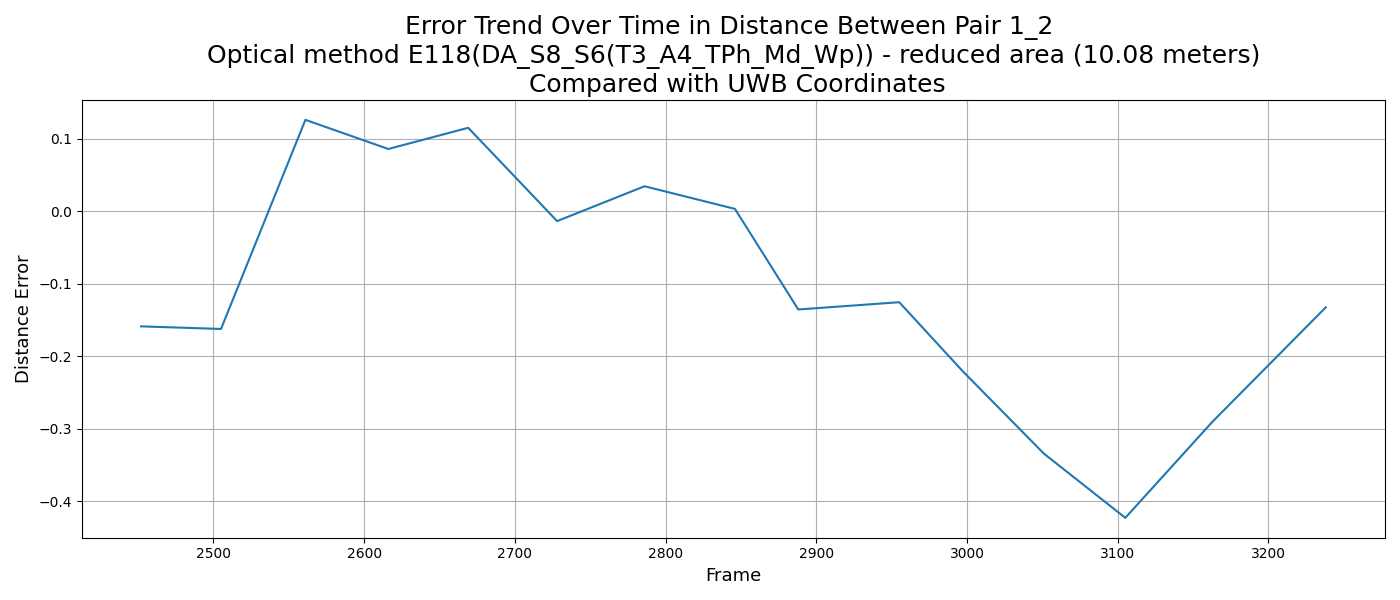 Error Trend Over Time in Distance Between Pair 1_2
Optical method E118(DA_S8_S6(T3_A4_TPh_Md_Wp)) - reduced area (10.08 meters)
Compared with UWB Coordinates
Distance Error
0.1
0.0
−0.1
−0.2
−0.3
−0.4
2500
2600
2700
2800
2900
3000
3100
3200
Frame